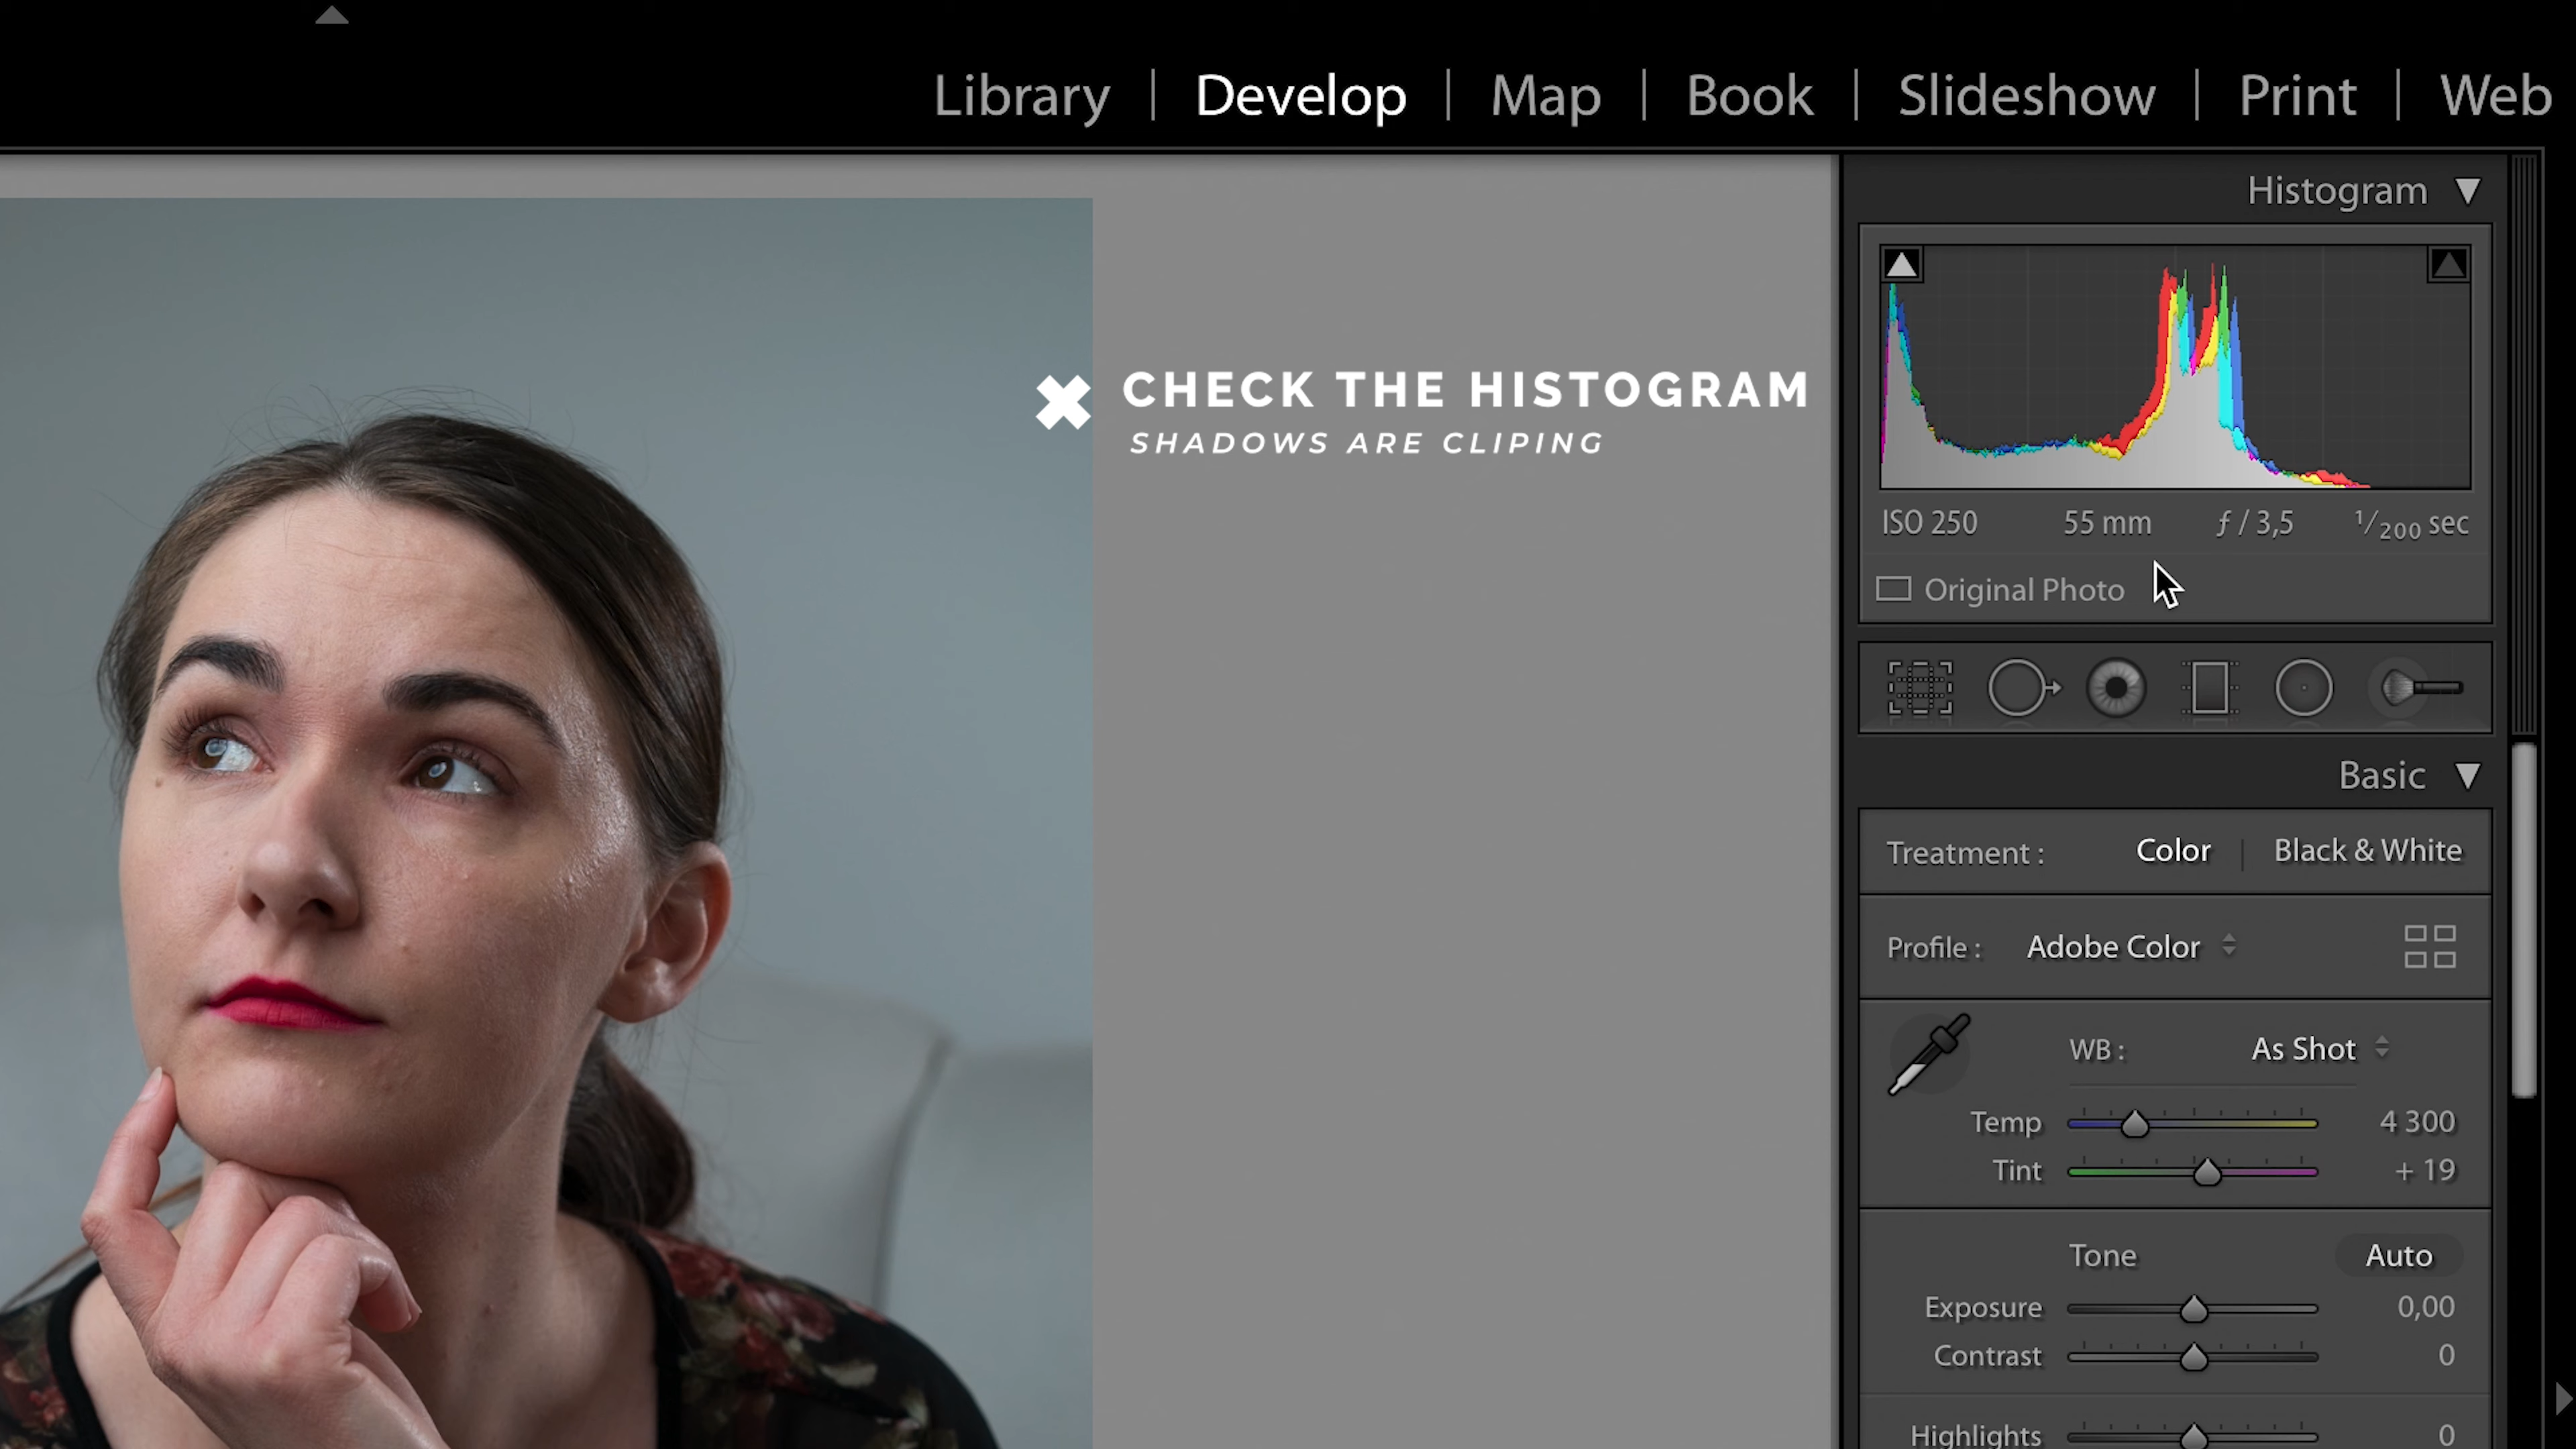 Library | Develop | Map | Book | Slideshow | Print | Web
Histogram
CHECK THE HISTOGRAM
SHADOWS ARE CLIPING
ISO 250 55 mm ƒ / 3,5 1/200 sec
Original Photo
Basic
Treatment : Color | Black & White
Profile : Adobe Color
WB : As Shot
Temp 4 300
Tint + 19
Tone Auto
Exposure 0,00
Contrast 0
Highlights 0